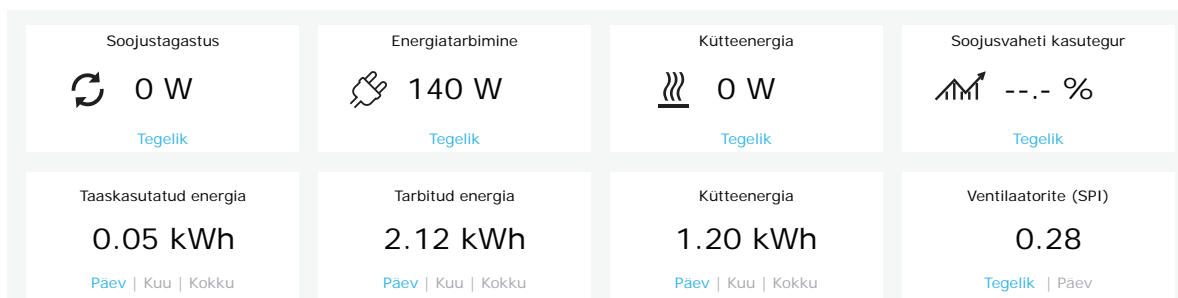 Soojustagastus
0 W
Tegelik
Energiatarbimine
140 W
Tegelik
Kütteenergia
0 W
Tegelik
Soojusvaheti kasutegur
--.- %
Tegelik
Taaskasutatud energia
0.05 kWh
Päev | Kuu | Kokku
Tarbitud energia
2.12 kWh
Päev | Kuu | Kokku
Kütteenergia
1.20 kWh
Päev | Kuu | Kokku
Ventilaatorite (SPI)
0.28
Tegelik | Päev